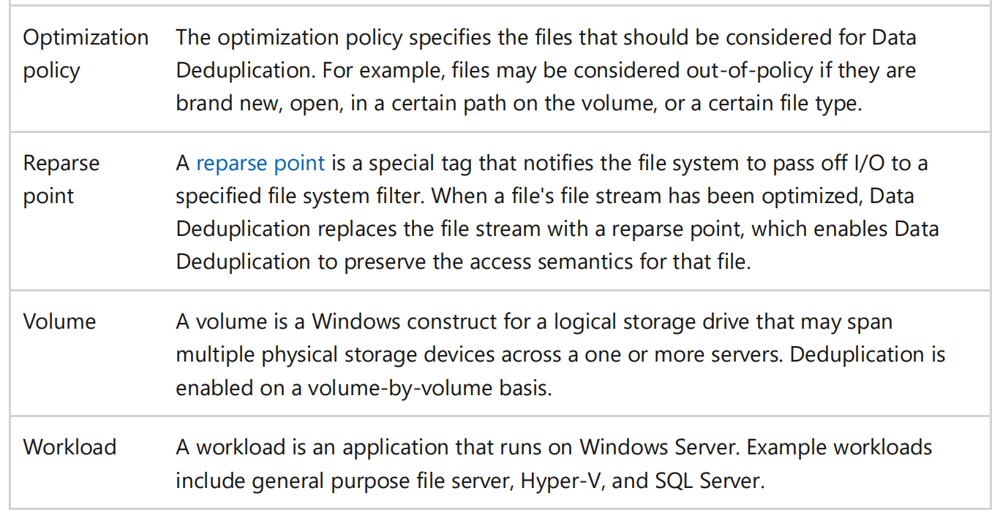 Optimization policy
The optimization policy specifies the files that should be considered for Data
Deduplication. For example, files may be considered out-of-policy if they are
brand new, open, in a certain path on the volume, or a certain file type.
Reparse point
A reparse point is a special tag that notifies the file system to pass off I/O to a
specified file system filter. When a file's file stream has been optimized, Data
Deduplication replaces the file stream with a reparse point, which enables Data
Deduplication to preserve the access semantics for that file.
Volume
A volume is a Windows construct for a logical storage drive that may span
multiple physical storage devices across a one or more servers. Deduplication is
enabled on a volume-by-volume basis.
Workload
A workload is an application that runs on Windows Server. Example workloads
include general purpose file server, Hyper-V, and SQL Server.